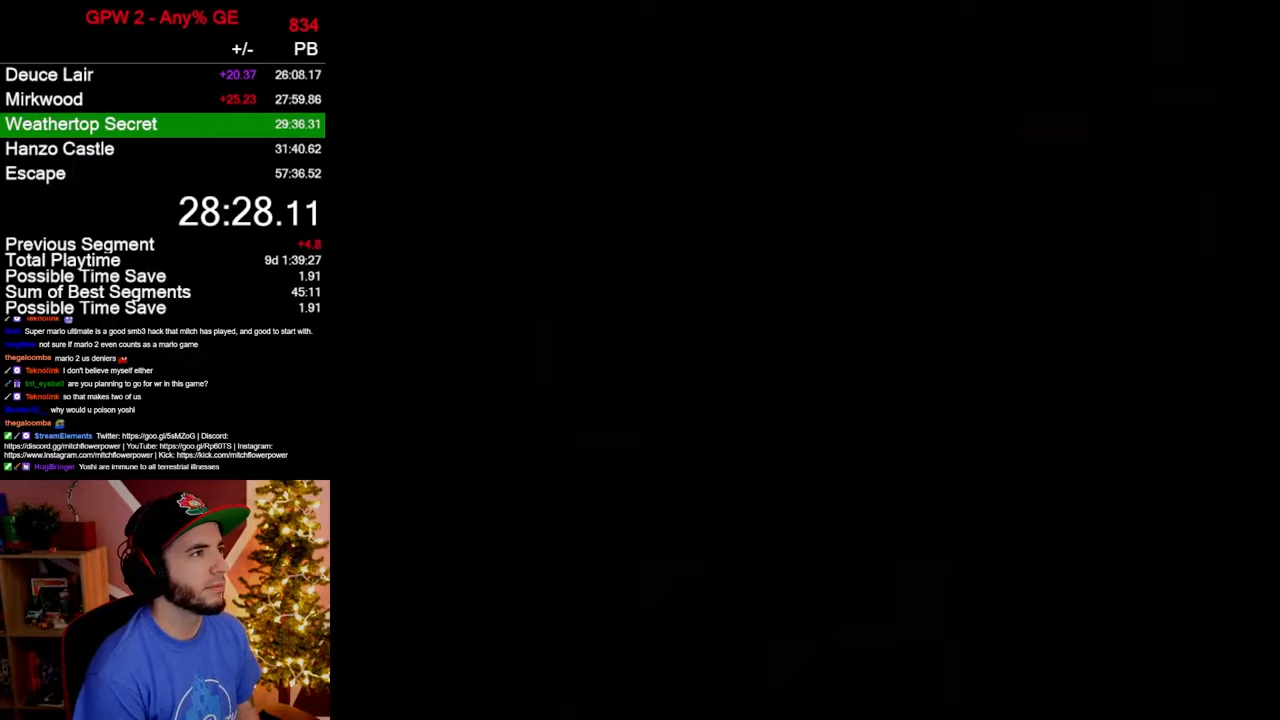 GPW 2 - Any% GE
834
+/- PB
Deuce Lair +20.37 26:08.17
Mirkwood +25.23 27:59.86
Weathertop Secret 29:36.31
Hanzo Castle 31:40.62
Escape 57:36.52
28:28.11
Previous Segment +4.8
Total Playtime 9d 1:39:27
Possible Time Save 1.91
Sum of Best Segments 45:11
Possible Time Save 1.91
Teknolink
Super mario ultimate is a good smb3 hack that mitch has played, and good to start with.
not sure if mario 2 even counts as a mario game
thegaloomba mario 2 us deniers
Teknolink I don't believe myself either
int_eyeball are you planning to go for wr in this game?
Teknolink so that makes two of us
why would u poison yoshi
thegaloomba
StreamElements Twitter: https://goo.gl/5sMZoG | Discord:
https://discord.gg/mitchflowerpower | YouTube: https://goo.gl/Rp60TS | Instagram:
https://www.instagram.com/mitchflowerpower | Kick: https://kick.com/mitchflowerpower
HugBringer Yoshi are immune to all terrestrial illnesses